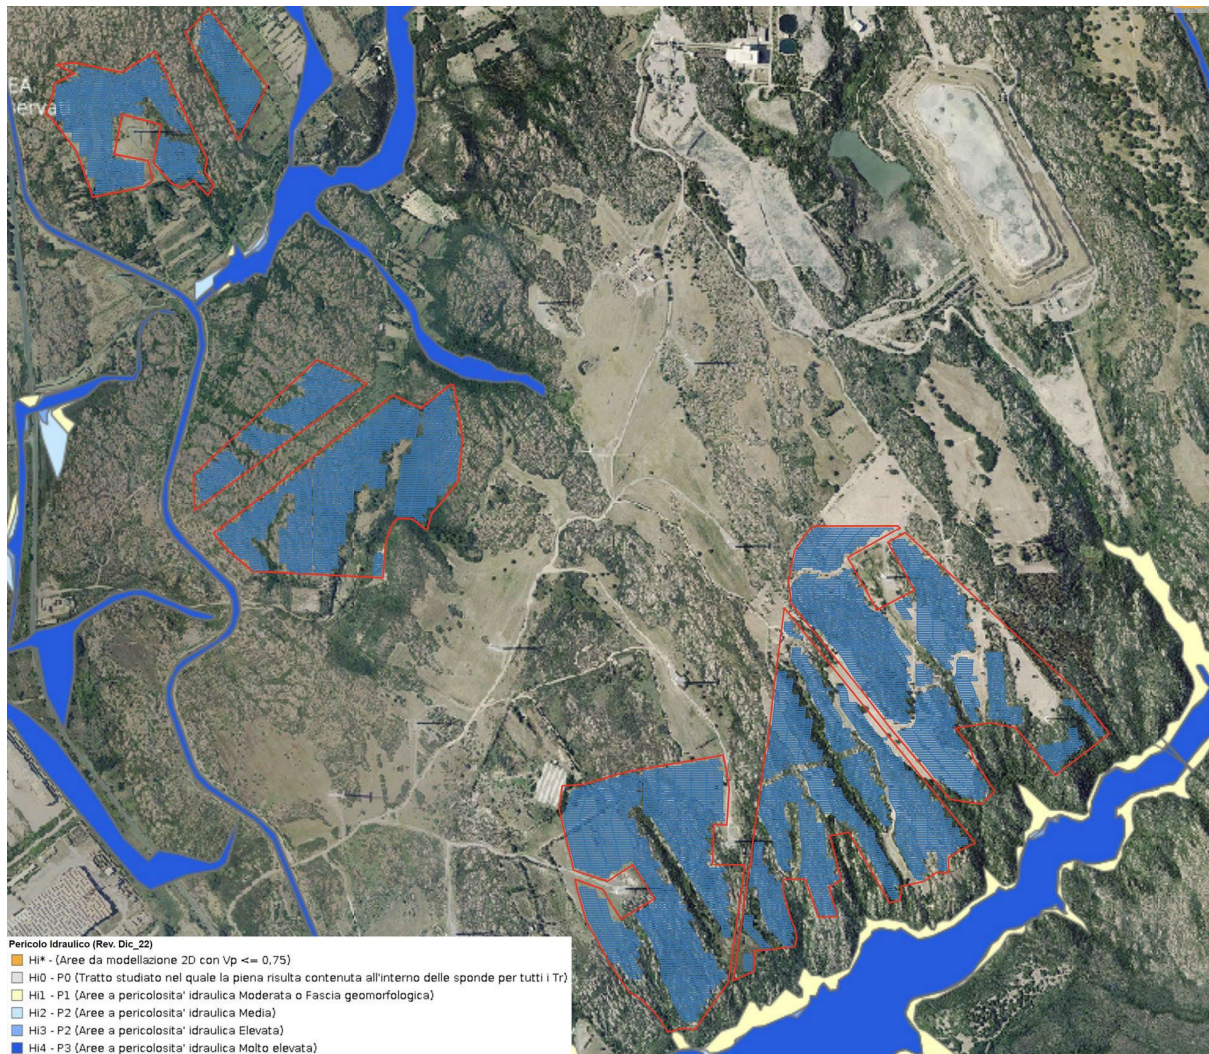 EA
servat
Pericolo Idraulico (Rev. Dic_22)
Hi* - (Aree da modellazione 2D con Vp <= 0,75)
Hi0 - P0 (Tratto studiato nel quale la piena risulta contenuta all'interno delle sponde per tutti i Tr)
Hi1 - P1 (Aree a pericolosita' idraulica Moderata o Fascia geomorfologica)
Hi2 - P2 (Aree a pericolosita' idraulica Media)
Hi3 - P2 (Aree a pericolosita' idraulica Elevata)
Hi4 - P3 (Aree a pericolosita' idraulica Molto elevata)